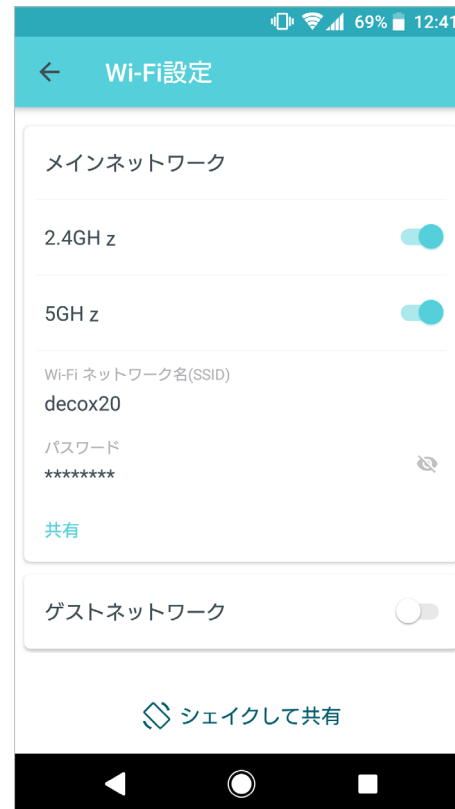 69% 12:41
Wi-Fi設定
メインネットワーク
2.4GH z
5GH z
Wi-Fi ネットワーク名(SSID)
decox20
パスワード
********
共有
ゲストネットワーク
シェイクして共有